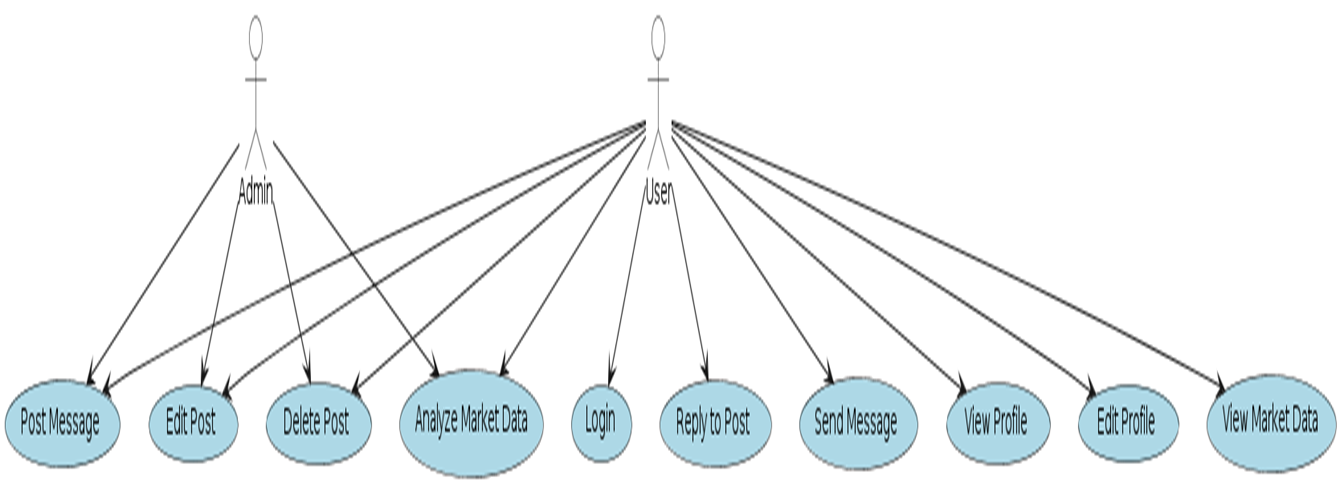 Admin
User
Post Message
Edit Post
Delete Post
Analyze Market Data
Login
Reply to Post
Send Message
View Profile
Edit Profile
View Market Data